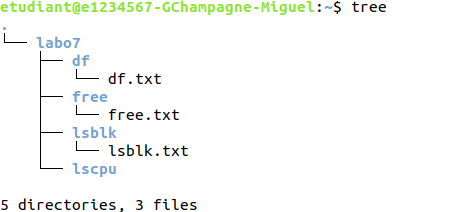 etudiant@e1234567-GChampagne-Miguel:~$ tree
.
└── labo7
    ├── df
    │   └── df.txt
    ├── free
    │   └── free.txt
    ├── lsblk
    │   └── lsblk.txt
    └── lscpu

5 directories, 3 files